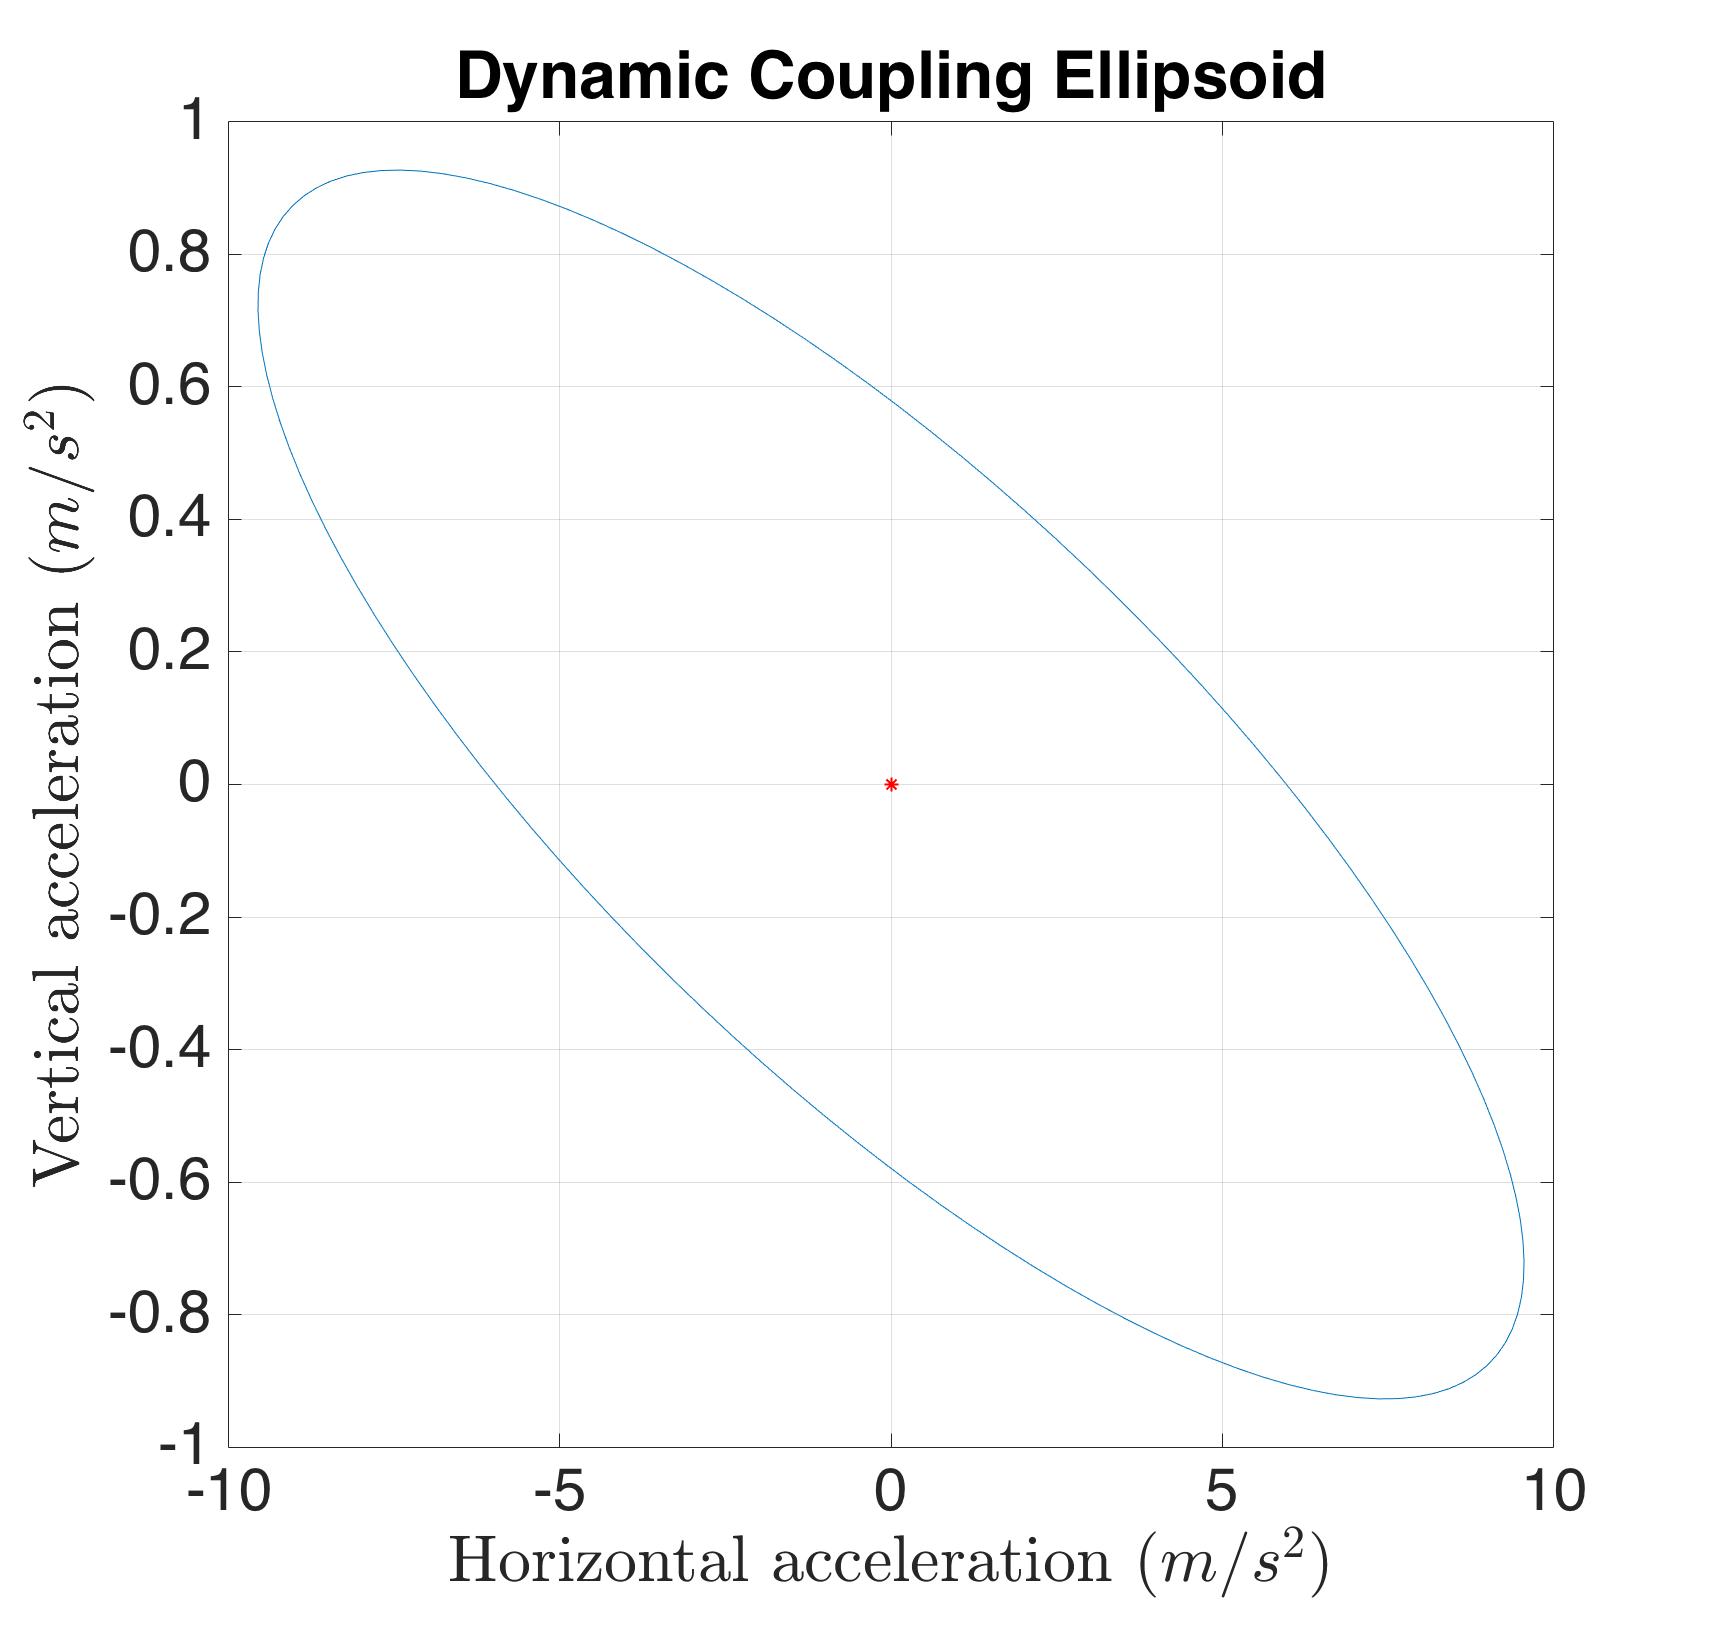 Dynamic Coupling Ellipsoid
1
0.8
0.6
0.4
0.2
0
-0.2
-0.4
-0.6
-0.8
-1
Vertical acceleration (m/s²)
-10 -5 0 5 10
Horizontal acceleration (m/s²)